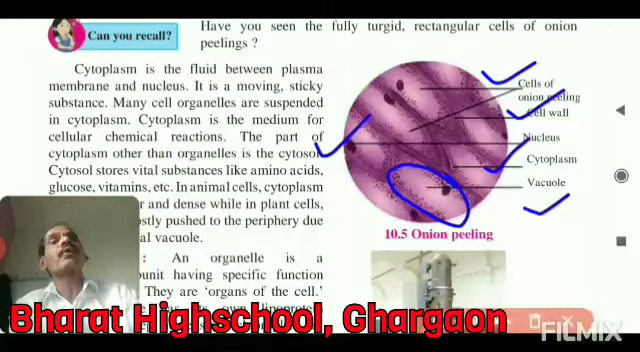 Can you recall?
Have you seen the fully turgid, rectangular cells of onion
peelings ?
Cytoplasm is the fluid between plasma
membrane and nucleus. It is a moving, sticky
substance. Many cell organelles are suspended
in cytoplasm. Cytoplasm is the medium for
cellular chemical reactions. The part of
cytoplasm other than organelles is the cytosol.
Cytosol stores vital substances like amino acids,
glucose, vitamins, etc. In animal cells, cytoplasm
and dense while in plant cells,
pushed to the periphery due
vacuole.
: An organelle is a
having specific function
They are ‘organs of the cell.’
own
Cells of
onion peeling
Cell wall
Nucleus
Cytoplasm
Vacuole
10.5 Onion peeling
Bharat Highschool, Ghargaon
FILMIX